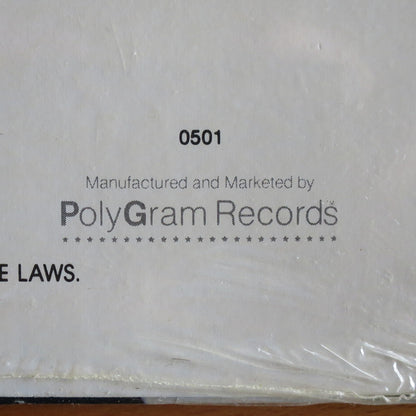 0501
Manufactured and Marketed by
PolyGram Records
E LAWS.